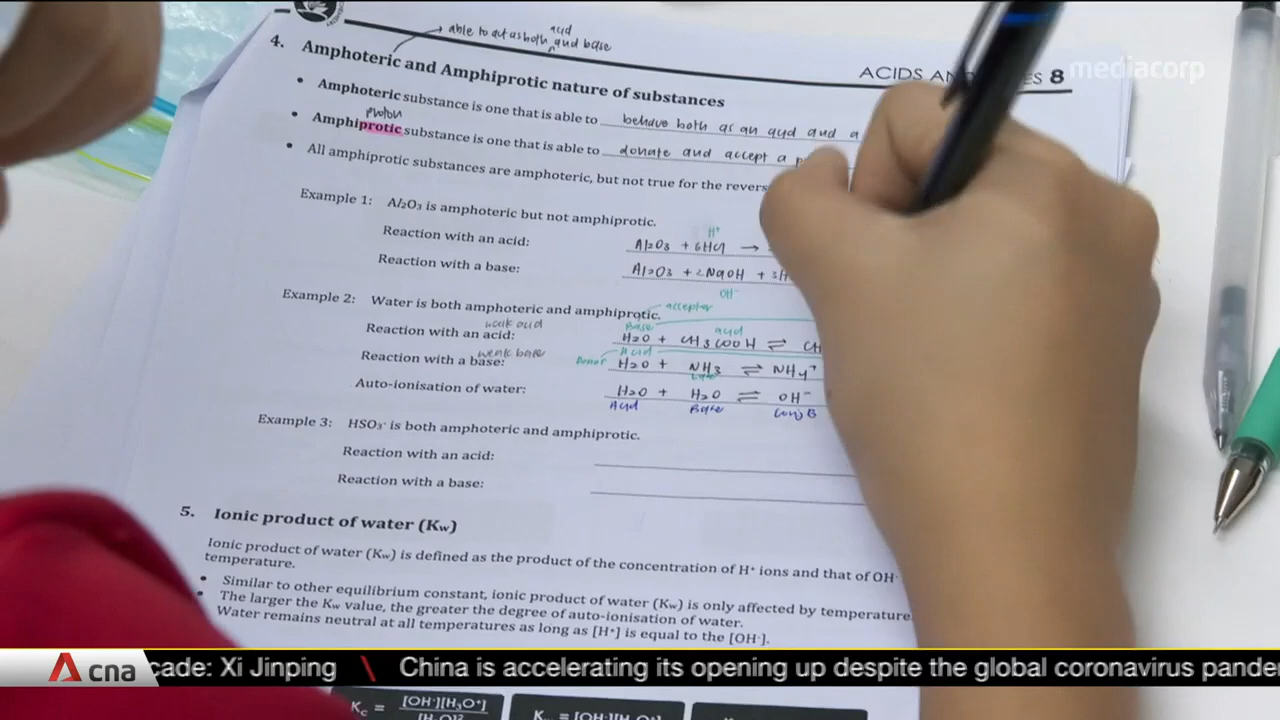 able to act as both acid and base
ACIDS AN ES 8
mediacorp
4. Amphoteric and Amphiprotic nature of substances
• Amphoteric substance is one that is able to behave both as an acid and a
proton
• Amphiprotic substance is one that is able to donate and accept a p
• All amphiprotic substances are amphoteric, but not true for the revers
Example 1: Al₂O₃ is amphoteric but not amphiprotic.
H⁺
Reaction with an acid: Al₂O₃ + 6HCl →
Reaction with a base: Al₂O₃ + 2NaOH + 3H
OH⁻
Example 2: Water is both amphoteric and amphiprotic.
acceptor
weak acid Base acid
Reaction with an acid: H₂O + CH₃COOH ⇌ CH
weak base Donor Acid
Reaction with a base: H₂O + NH₃ ⇌ NH₄⁺
Auto-ionisation of water: H₂O + H₂O ⇌ OH⁻
Acid Base Conj B
Example 3: HSO₃⁻ is both amphoteric and amphiprotic.
Reaction with an acid:
Reaction with a base:
5. Ionic product of water (Kw)
Ionic product of water (Kw) is defined as the product of the concentration of H⁺ ions and that of OH⁻
temperature.
• Similar to other equilibrium constant, ionic product of water (Kw) is only affected by temperature.
• The larger the Kw value, the greater the degree of auto-ionisation of water.
Water remains neutral at all temperatures as long as [H⁺] is equal to the [OH⁻].
cna cade: Xi Jinping \ China is accelerating its opening up despite the global coronavirus pande
Kc = [OH⁻][H₃O⁺]